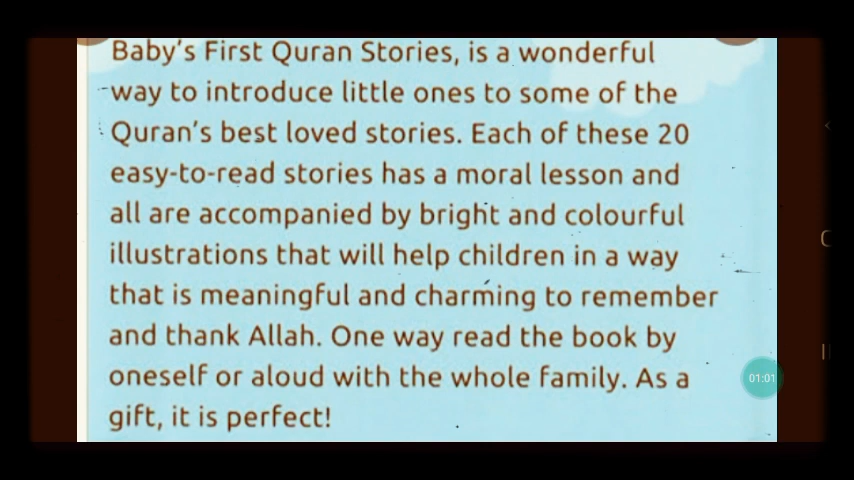 Baby's First Quran Stories, is a wonderful
way to introduce little ones to some of the
Quran's best loved stories. Each of these 20
easy-to-read stories has a moral lesson and
all are accompanied by bright and colourful
illustrations that will help children in a way
that is meaningful and charming to remember
and thank Allah. One way read the book by
oneself or aloud with the whole family. As a
gift, it is perfect!
01:01